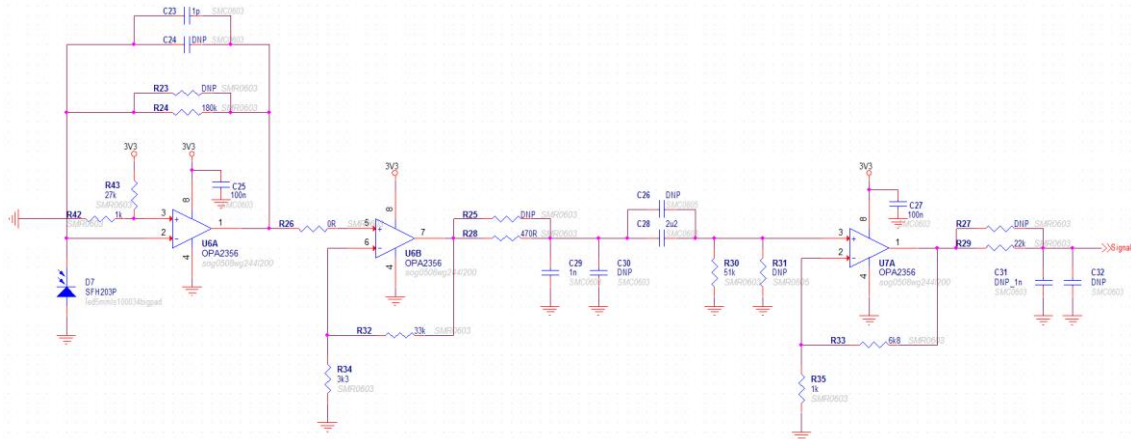 C23 1p SMC0603
C24 DNP SMC0603
R23 DNP SMR0603
R24 180k SMR0603
3V3
3V3
R43
27k
SMR0603
C25
100n
SMC0603
R42 1k
SMR0603
3
2
8
1
4
U6A
OPA2356
aog0508wg244l200
D7
SFH203P
led5mmls100034bigpad
R26 0R
3V3
5
6
8
7
4
U6B
OPA2356
aog0508wg244l200
R25 DNP SMR0603
R28 470R SMR0603
R32 33k SMR0603
R34
3k3
SMR0603
C29
1n
SMC0603
C30
DNP
SMC0603
C26 DNP
SMC0805
C28 2u2
R30
51k
SMR0603
R31
DNP
SMR0805
3V3
3
2
8
1
4
C27
100n
SMC0603
U7A
OPA2356
aog0508wg244l200
R27 DNP SMR0603
R29 22k SMR0603
Signal
C31
DNP_1n
SMC0603
C32
DNP
SMC0603
R33 6k8 SMR0603
R35
1k
SMR0603